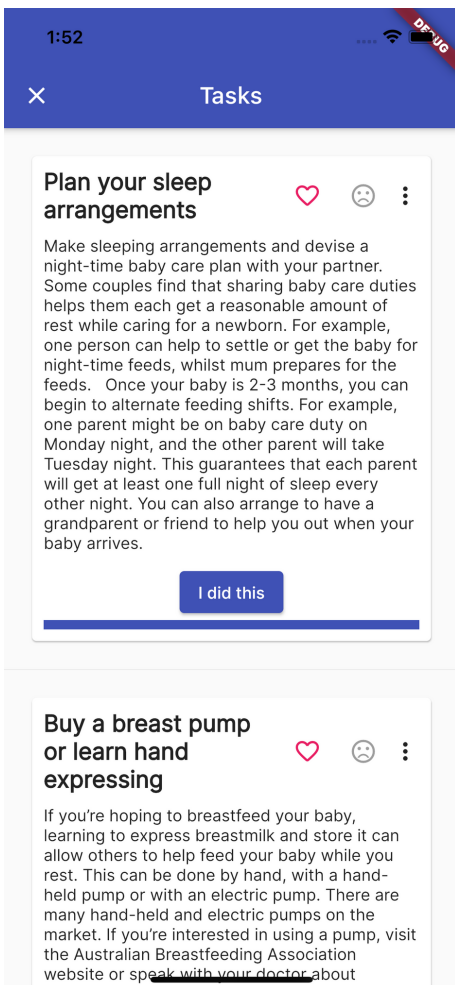 1:52
DEBUG
Tasks
Plan your sleep
arrangements
Make sleeping arrangements and devise a
night-time baby care plan with your partner.
Some couples find that sharing baby care duties
helps them each get a reasonable amount of
rest while caring for a newborn. For example,
one person can help to settle or get the baby for
night-time feeds, whilst mum prepares for the
feeds.   Once your baby is 2-3 months, you can
begin to alternate feeding shifts. For example,
one parent might be on baby care duty on
Monday night, and the other parent will take
Tuesday night. This guarantees that each parent
will get at least one full night of sleep every
other night. You can also arrange to have a
grandparent or friend to help you out when your
baby arrives.
I did this
Buy a breast pump
or learn hand
expressing
If you’re hoping to breastfeed your baby,
learning to express breastmilk and store it can
allow others to help feed your baby while you
rest. This can be done by hand, with a hand-
held pump or with an electric pump. There are
many hand-held and electric pumps on the
market. If you’re interested in using a pump, visit
the Australian Breastfeeding Association
website or speak with your doctor about